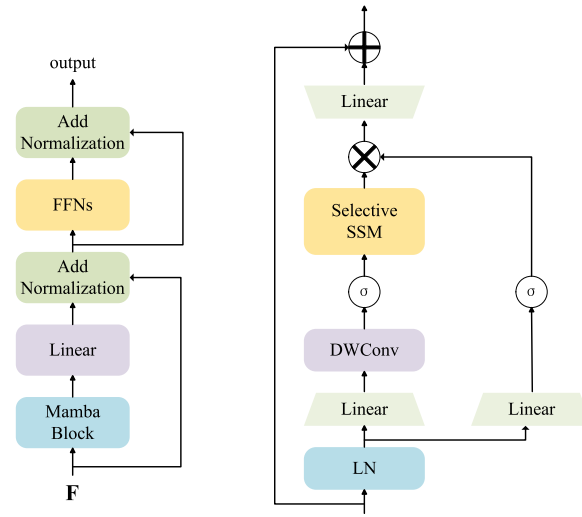 output
Add
Normalization
FFNs
Add
Normalization
Linear
Mamba
Block
F
Linear
Selective
SSM
σ
σ
DWConv
Linear
Linear
LN